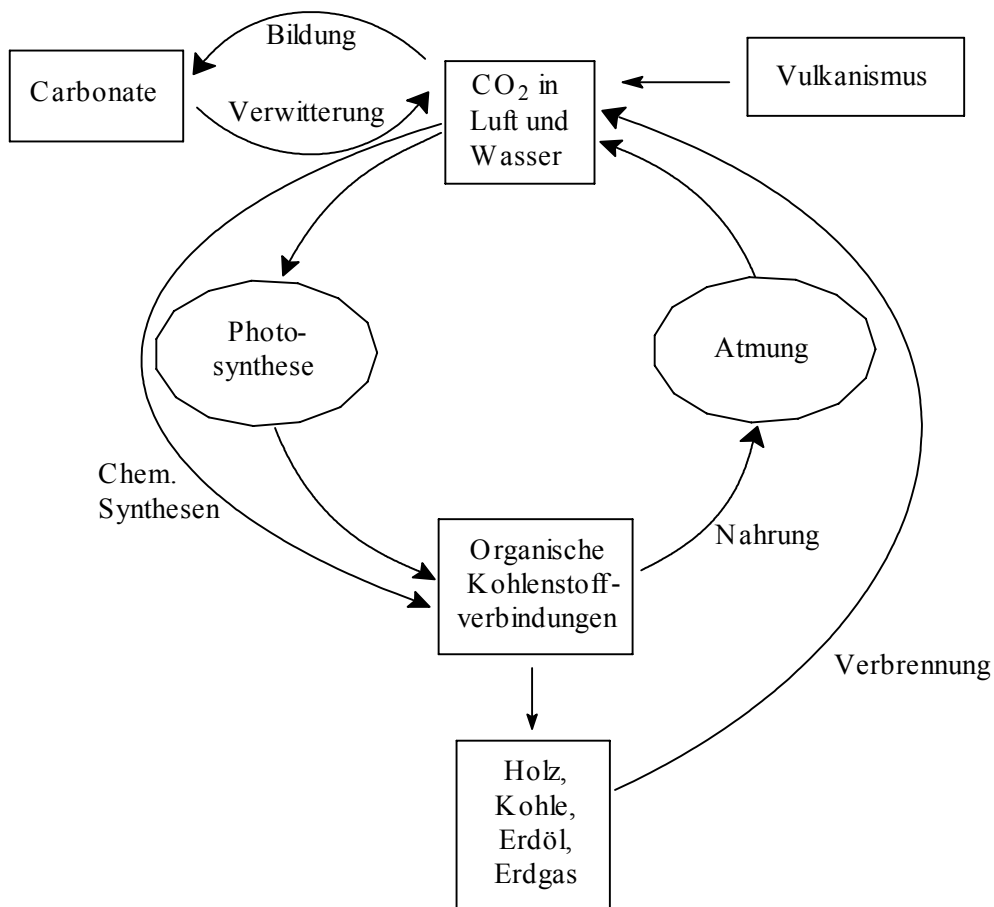 Bildung
Carbonate
Verwitterung
CO₂ in
Luft und
Wasser
Vulkanismus
Photo-
synthese
Atmung
Chem.
Synthesen
Organische
Kohlenstoff-
verbindungen
Nahrung
Verbrennung
Holz,
Kohle,
Erdöl,
Erdgas